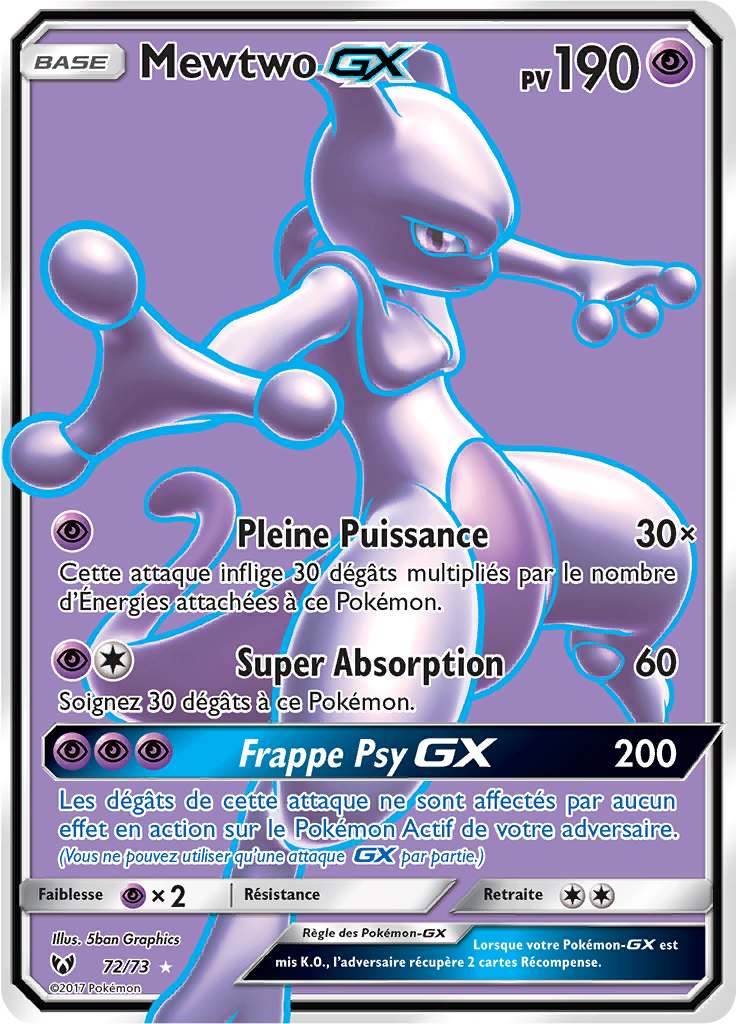 BASE Mewtwo GX PV 190
Pleine Puissance 30×
Cette attaque inflige 30 dégâts multipliés par le nombre
d’Énergies attachées à ce Pokémon.
Super Absorption 60
Soignez 30 dégâts à ce Pokémon.
Frappe Psy GX 200
Les dégâts de cette attaque ne sont affectés par aucun
effet en action sur le Pokémon Actif de votre adversaire.
(Vous ne pouvez utiliser qu’une attaque GX par partie.)
Faiblesse ×2 Résistance Retraite
Illus. 5ban Graphics
72/73
©2017 Pokémon
Règle des Pokémon-GX
Lorsque votre Pokémon-GX est
mis K.O., l’adversaire récupère 2 cartes Récompense.